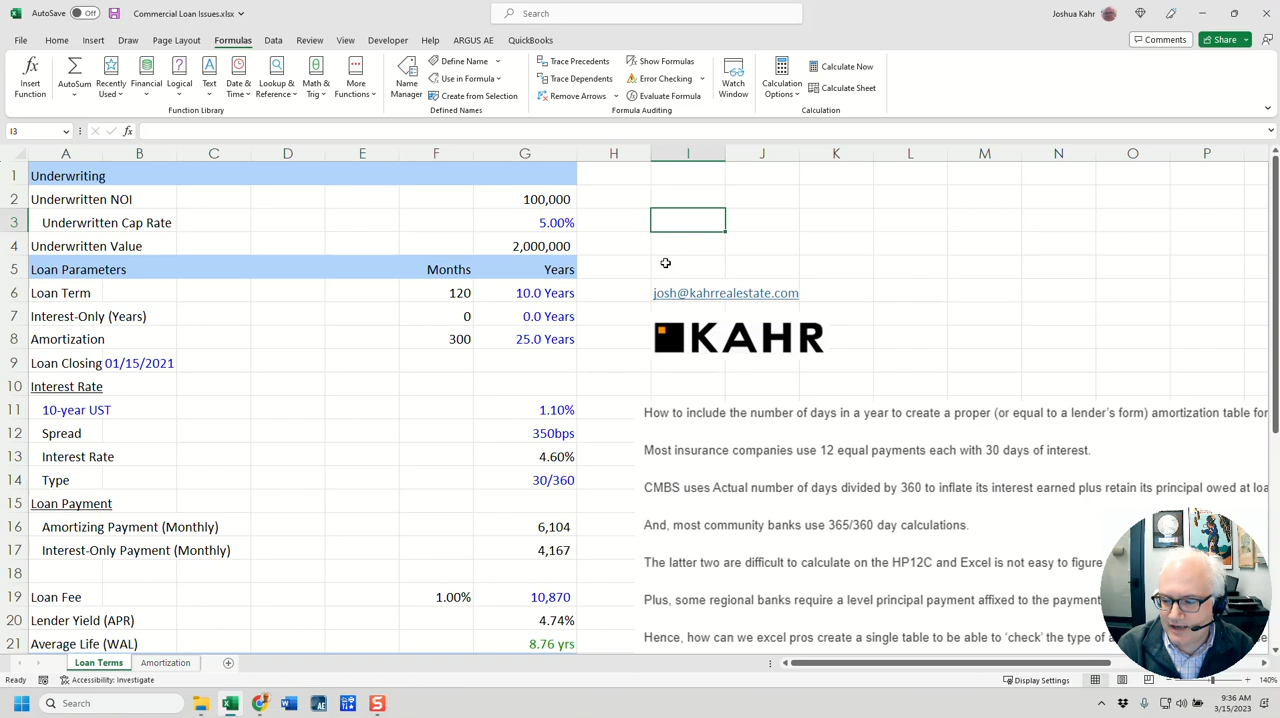 AutoSave Off Commercial Loan Issues.xlsx Search Joshua Kahr
File Home Insert Draw Page Layout Formulas Data Review View Developer Help ARGUS AE QuickBooks Comments Share
Insert Function AutoSum Recently Used Financial Logical Text Date & Time Lookup & Reference Math & Trig More Functions Name Manager Define Name Use in Formula Create from Selection Trace Precedents Trace Dependents Remove Arrows Show Formulas Error Checking Evaluate Formula Watch Window Calculation Options Calculate Now Calculate Sheet
Function Library Defined Names Formula Auditing Calculation
I3 fx
A B C D E F G H I J K L M N O P
1 Underwriting
2 Underwritten NOI 100,000
3 Underwritten Cap Rate 5.00%
4 Underwritten Value 2,000,000
5 Loan Parameters Months Years
6 Loan Term 120 10.0 Years josh@kahrrealestate.com
7 Interest-Only (Years) 0 0.0 Years
KAHR
8 Amortization 300 25.0 Years
9 Loan Closing 01/15/2021
10 Interest Rate
11 10-year UST 1.10% How to include the number of days in a year to create a proper (or equal to a lender's form) amortization table for
12 Spread 350bps Most insurance companies use 12 equal payments each with 30 days of interest.
13 Interest Rate 4.60%
14 Type 30/360 CMBS uses Actual number of days divided by 360 to inflate its interest earned plus retain its principal owed at loa
15 Loan Payment
16 Amortizing Payment (Monthly) 6,104 And, most community banks use 365/360 day calculations.
17 Interest-Only Payment (Monthly) 4,167 The latter two are difficult to calculate on the HP12C and Excel is not easy to figure
18
19 Loan Fee 1.00% 10,870 Plus, some regional banks require a level principal payment affixed to the payment
20 Lender Yield (APR) 4.74%
21 Average Life (WAL) 8.76 yrs Hence, how can we excel pros create a single table to be able to 'check' the type of
Loan Terms Amortization
Ready Accessibility: Investigate Display Settings 140%
Search 9:36 AM
3/15/2023